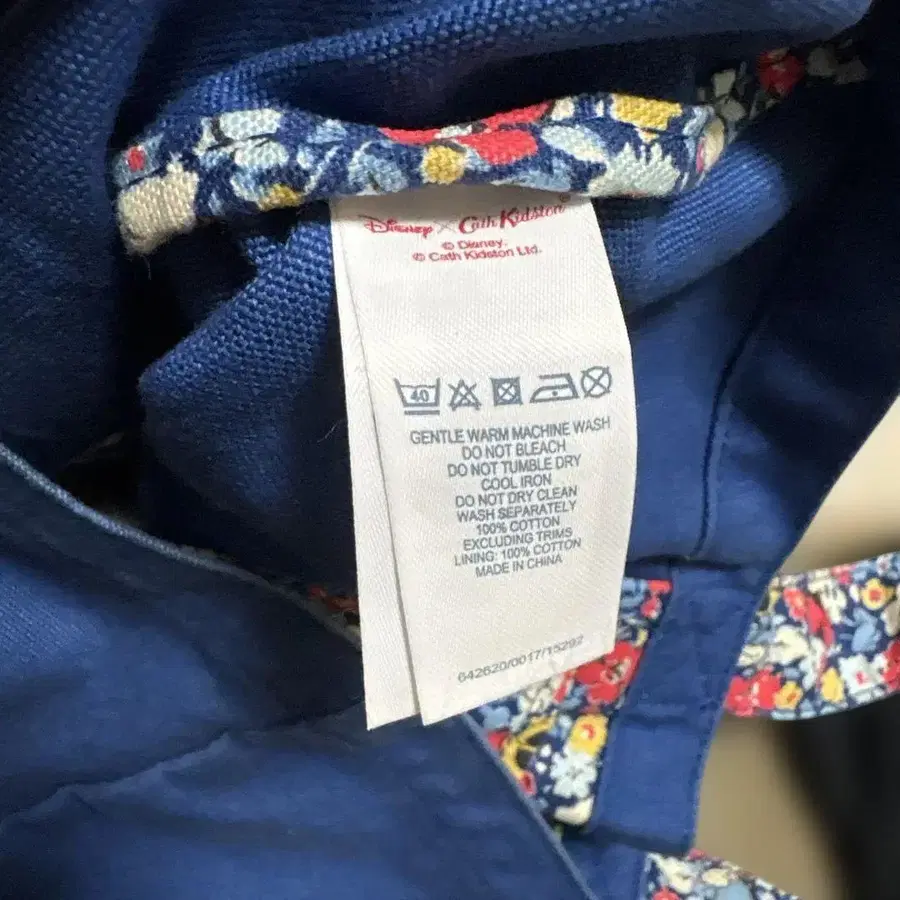 Disney × Cath Kidston®
© Disney.
© Cath Kidston Ltd.
40
GENTLE WARM MACHINE WASH
DO NOT BLEACH
DO NOT TUMBLE DRY
COOL IRON
DO NOT DRY CLEAN
WASH SEPARATELY
100% COTTON
EXCLUDING TRIMS
LINING: 100% COTTON
MADE IN CHINA
642620/0017/15292